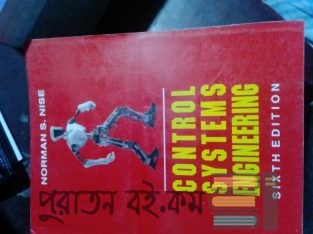 NORMAN S. NISE
CONTROL
SYSTEMS
ENGINEERING
SIXTH EDITION
পুরাতন বই.কম